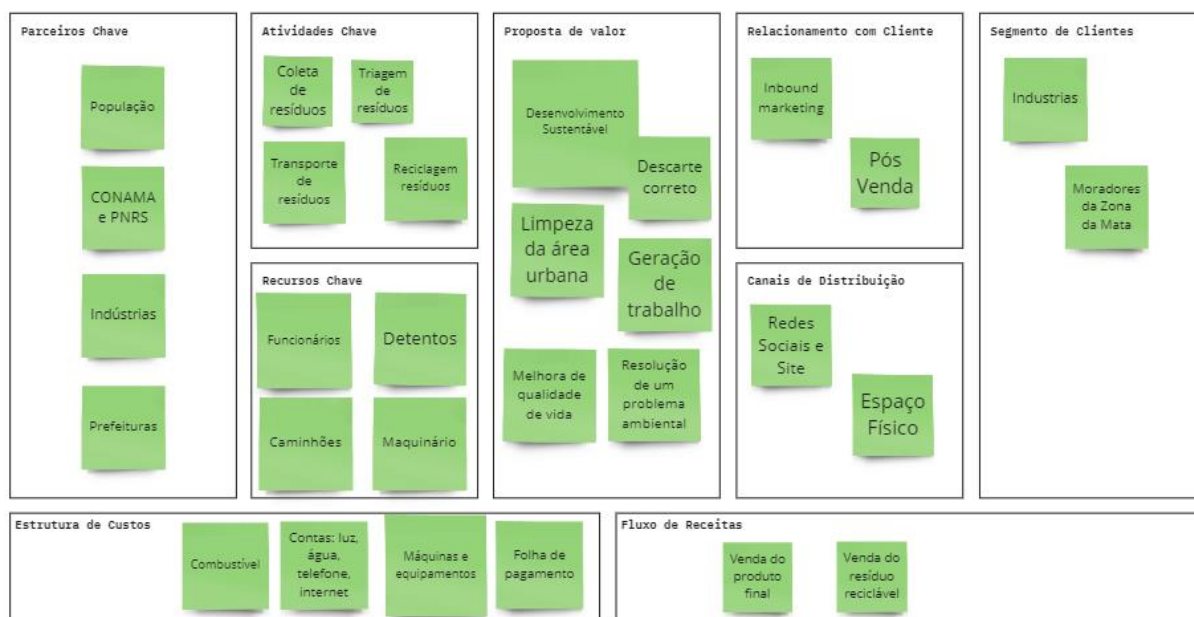 Parceiros Chave
População
CONAMA
e PNRS
Indústrias
Prefeituras
Atividades Chave
Coleta
de
resíduos
Triagem
de
resíduos
Transporte
de
resíduos
Reciclagem
resíduos
Recursos Chave
Funcionários
Detentos
Caminhões
Maquinário
Proposta de valor
Desenvolvimento
Sustentável
Descarte
correto
Limpeza
da área
urbana
Geração
de
trabalho
Melhora de
qualidade
de vida
Resolução
de um
problema
ambiental
Relacionamento com Cliente
Inbound
marketing
Pós
Venda
Canais de Distribuição
Redes
Sociais e
Site
Espaço
Físico
Segmento de Clientes
Industrias
Moradores
da Zona
da Mata
Estrutura de Custos
Combustível
Contas: luz,
água,
telefone,
internet
Máquinas e
equipamentos
Folha de
pagamento
Fluxo de Receitas
Venda do
produto
final
Venda do
resíduo
reciclável